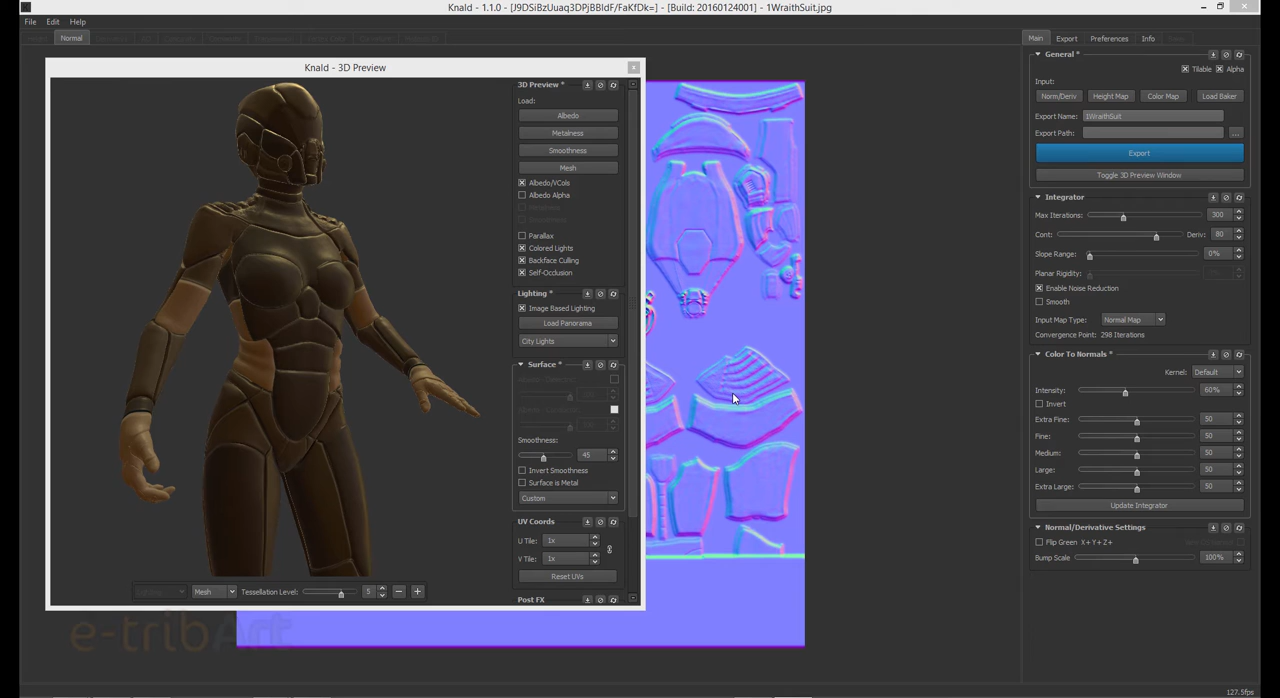 Knald - 1.1.0 - [J9DSiBzUuaq3DPjBBldF/FaKfDk=] - [Build: 20160124001] - 1WraithSuit.jpg
File Edit Help
Normal
Main Export Preferences Info
Knald - 3D Preview
3D Preview *
Load:
Albedo
Metalness
Smoothness
Mesh
Albedo/VCols
Albedo Alpha
Parallax
Colored Lights
Backface Culling
Self-Occlusion
Lighting *
Image Based Lighting
Load Panorama
City Lights
Surface *
Smoothness:
45
Invert Smoothness
Surface is Metal
Custom
UV Coords
U Tile: 1x
V Tile: 1x
Reset UVs
Post FX
Mesh Tessellation Level: 5
General *
Tilable Alpha
Input:
Norm/Deriv Height Map Color Map Load Baker
Export Name: 1WraithSuit
Export Path: ...
Export
Toggle 3D Preview Window
Integrator
Max Iterations: 300
Cont: Deriv: 80
Slope Range: 0%
Planar Rigidity:
Enable Noise Reduction
Smooth
Input Map Type: Normal Map
Convergence Point: 298 Iterations
Color To Normals *
Kernel: Default
Intensity: 60%
Invert
Extra Fine: 50
Fine: 50
Medium: 50
Large: 50
Extra Large: 50
Update Integrator
Normal/Derivative Settings
Flip Green X+ Y+ Z+
Bump Scale: 100%
e-tribArt
127.5fps